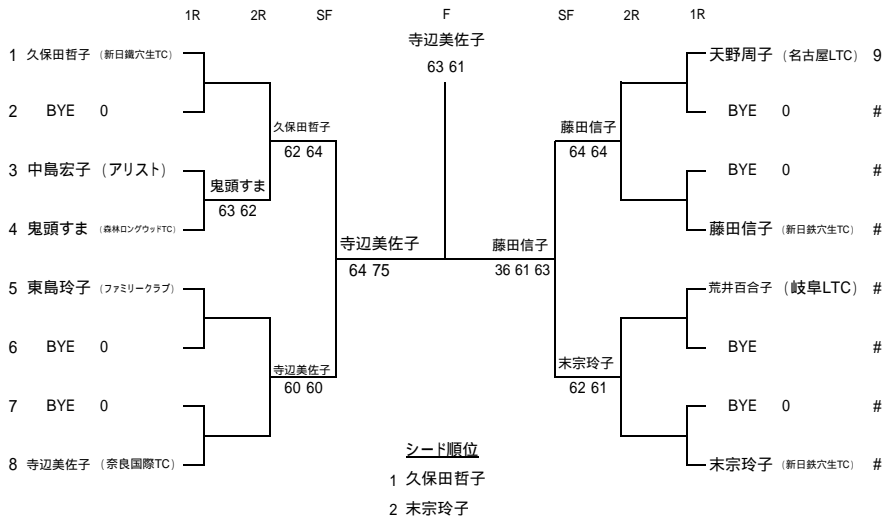 1R 2R SF F SF 2R 1R
寺辺美佐子
63 61
1 久保田哲子 (新日鐵穴生TC)
2 BYE 0
久保田哲子
62 64
3 中島宏子 (アリスト)
鬼頭すま
63 62
4 鬼頭すま (森林ロングウッドTC)
寺辺美佐子
64 75
5 東島玲子 (ファミリークラブ)
6 BYE 0
寺辺美佐子
60 60
7 BYE 0
8 寺辺美佐子 (奈良国際TC)
天野周子 (名古屋LTC) 9
BYE 0 #
藤田信子
64 64
BYE 0 #
藤田信子 (新日鉄穴生TC) #
藤田信子
36 61 63
荒井百合子 (岐阜LTC) #
BYE #
末宗玲子
62 61
BYE 0 #
末宗玲子 (新日鉄穴生TC) #
シード順位
1 久保田哲子
2 末宗玲子